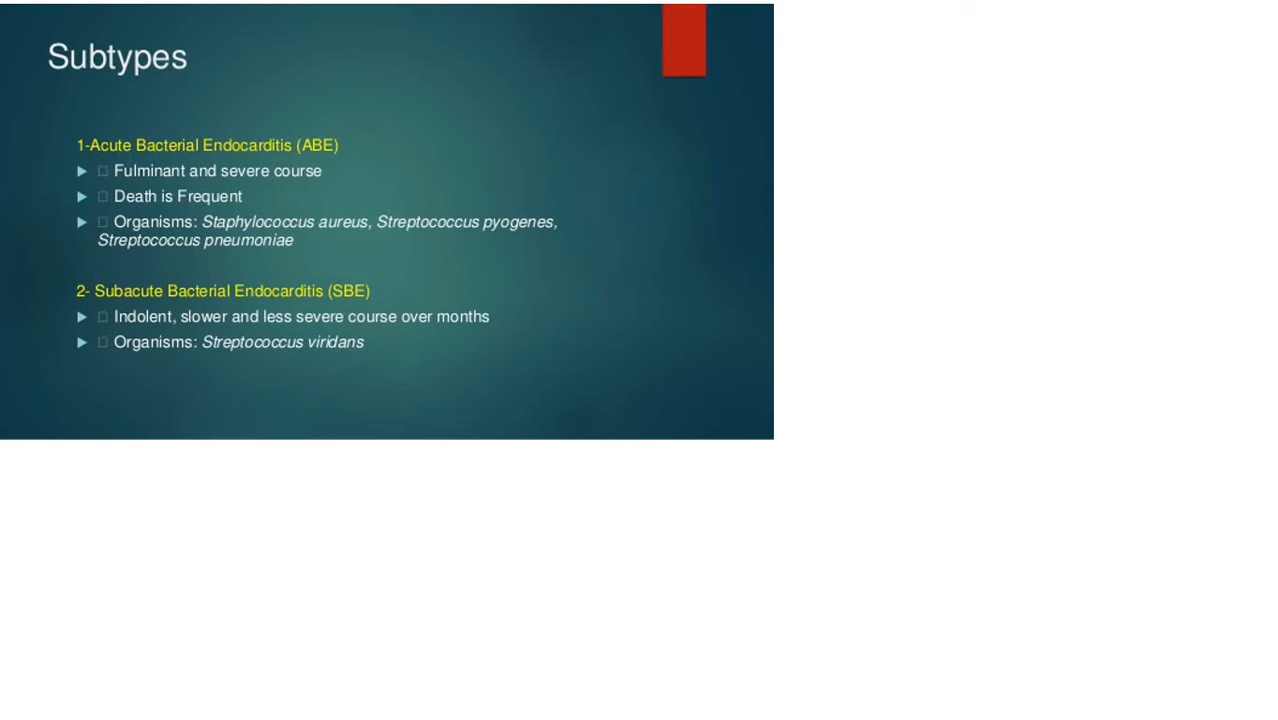 Subtypes
1-Acute Bacterial Endocarditis (ABE)
Fulminant and severe course
Death is Frequent
Organisms: Staphylococcus aureus, Streptococcus pyogenes,
Streptococcus pneumoniae
2- Subacute Bacterial Endocarditis (SBE)
Indolent, slower and less severe course over months
Organisms: Streptococcus viridans